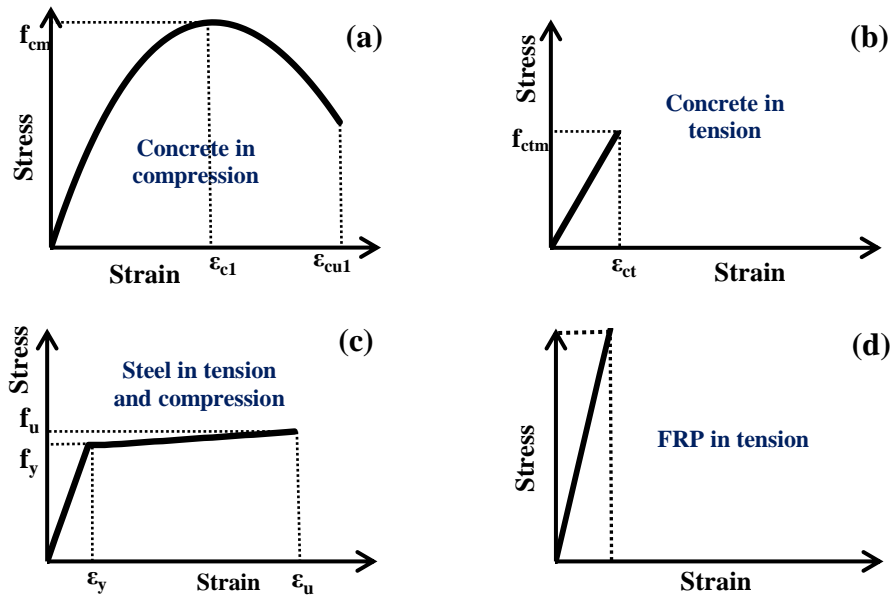 (a)
f_cm
Stress
Concrete in
compression
Strain
ε_c1
ε_cu1
(b)
Stress
Concrete in
tension
f_ctm
ε_ct
Strain
(c)
Stress
Steel in tension
and compression
f_u
f_y
ε_y
Strain
ε_u
(d)
Stress
FRP in tension
Strain